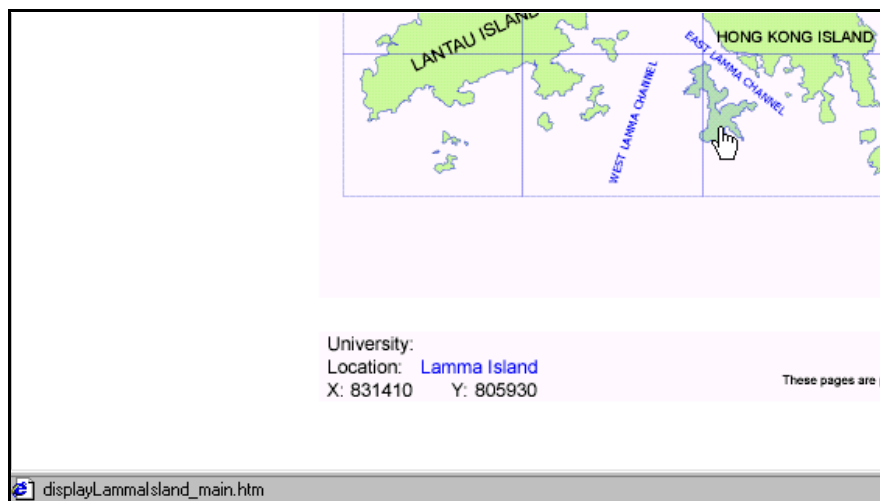 LANTAU ISLAND
HONG KONG ISLAND
EAST LAMMA CHANNEL
WEST LAMMA CHANNEL
University:
Location: Lamma Island
X: 831410 Y: 805930
These pages are
displayLammaIsland_main.htm